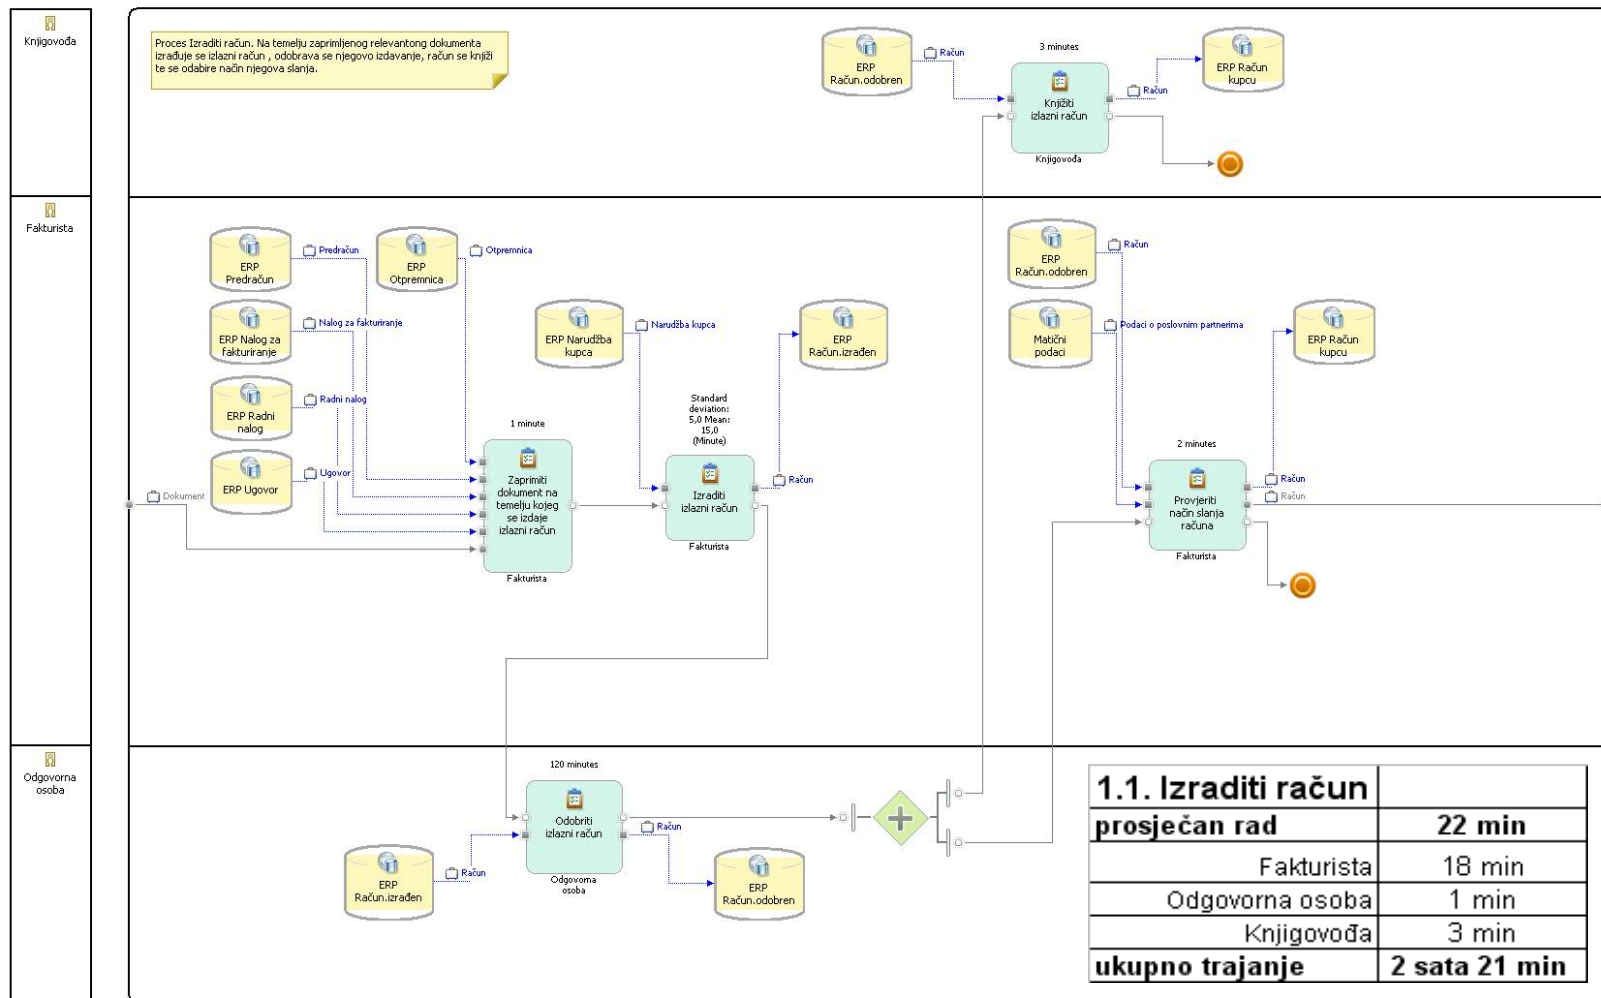 Knjigovođa
Proces Izraditi račun. Na temelju zaprimljenog relevantong dokumenta
izrađuje se izlazni račun , odobrava se njegovo izdavanje, račun se knjiži
te se odabire način njegova slanja.
ERP
Račun.odobren
Račun
3 minutes
Knjižiti
izlazni račun
Knjigovođa
Račun
ERP Račun
kupcu
Fakturista
ERP
Predračun
Predračun
ERP
Otpremnica
Otpremnica
ERP Nalog za
fakturiranje
Nalog za fakturiranje
ERP Radni
nalog
Radni nalog
ERP Ugovor
Ugovor
Dokument
1 minute
Zaprimiti
dokument na
temelju kojeg
se izdaje
izlazni račun
Fakturista
ERP Narudžba
kupca
Narudžba kupca
Standard
deviation:
5,0 Mean:
15,0
(Minute)
Izraditi
izlazni račun
Fakturista
Račun
ERP
Račun.izrađen
ERP
Račun.odobren
Račun
Matični
podaci
Podaci o poslovnim partnerima
2 minutes
Provjeriti
način slanja
računa
Fakturista
Račun
Račun
ERP Račun
kupcu
Odgovorna
osoba
120 minutes
Odobriti
izlazni račun
Odgovorna
osoba
ERP
Račun.izrađen
Račun
Račun
ERP
Račun.odobren
1.1. Izraditi račun
prosječan rad 22 min
Fakturista 18 min
Odgovorna osoba 1 min
Knjigovođa 3 min
ukupno trajanje 2 sata 21 min